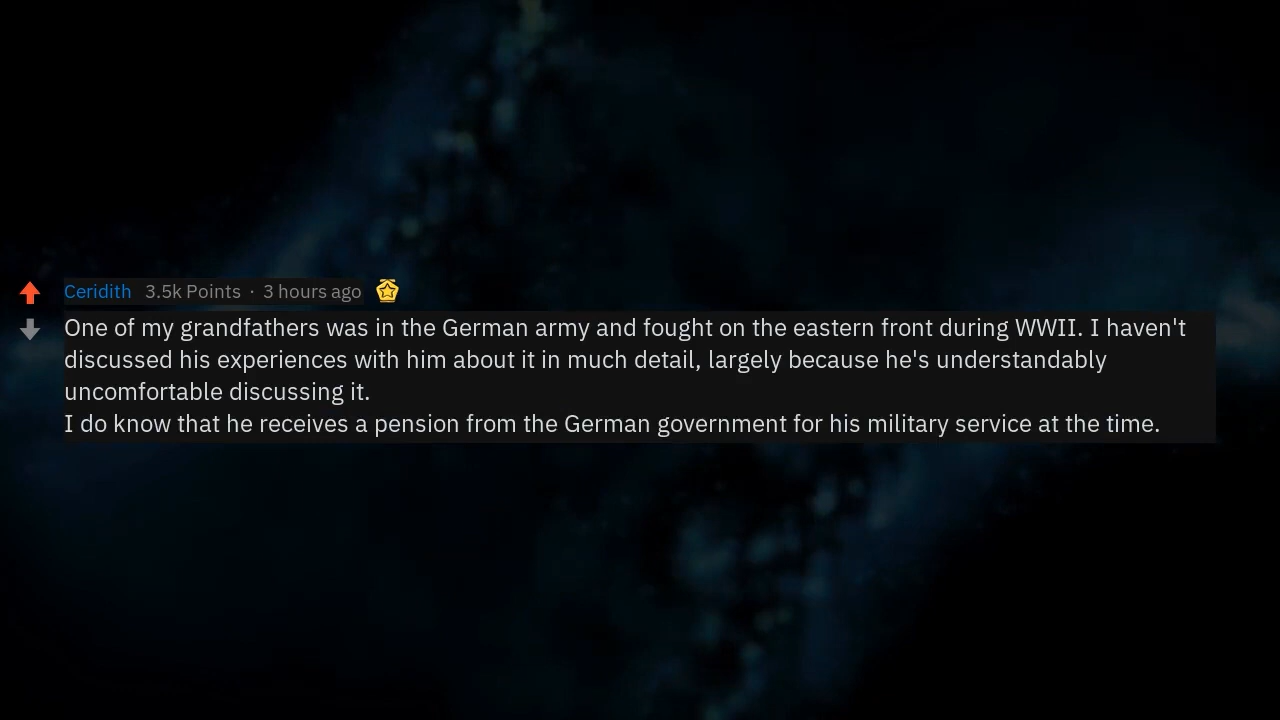 Ceridith 3.5k Points · 3 hours ago
One of my grandfathers was in the German army and fought on the eastern front during WWII. I haven't
discussed his experiences with him about it in much detail, largely because he's understandably
uncomfortable discussing it.
I do know that he receives a pension from the German government for his military service at the time.